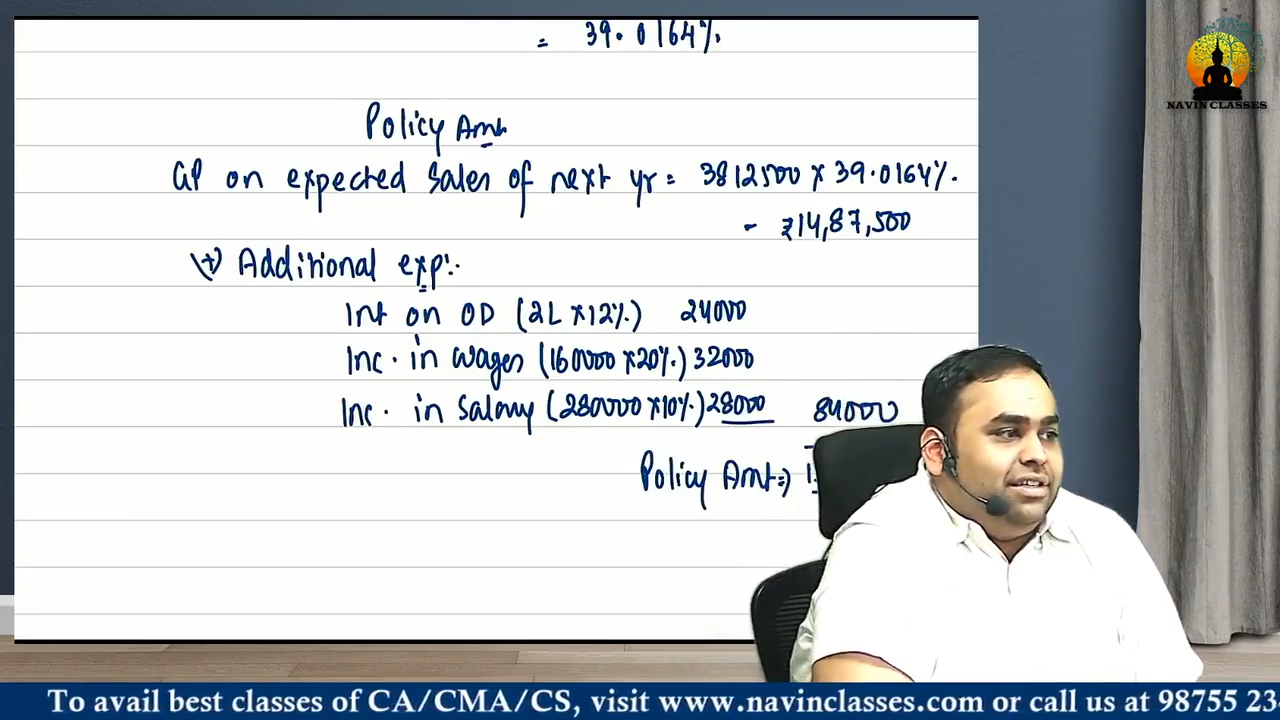 = 39.0164%.
NAVIN CLASSES
Policy Amt
GP on expected Sales of next yr = 3812500 x 39.0164%.
- ₹14,87,500
(+) Additional exp:-
Int on OD (2L x 12%.) 24000
Inc. in wages (160000 x 20%.) 32000
Inc. in Salary (280000 x 10%.) 28000 84000
Policy Amt =)
To avail best classes of CA/CMA/CS, visit www.navinclasses.com or call us at 98755 23